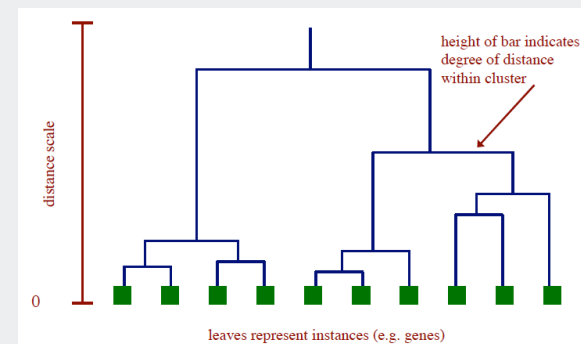 height of bar indicates
degree of distance
within cluster
distance scale
0
leaves represent instances (e.g. genes)